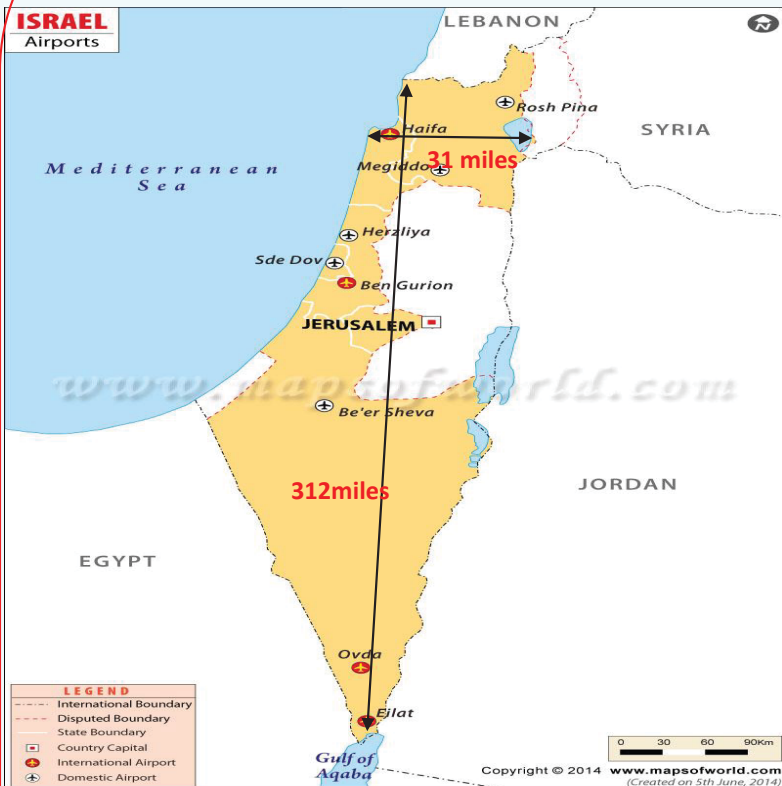 ISRAEL
Airports
LEBANON
Rosh Pina
SYRIA
Haifa
31 miles
Mediterranean
Sea
Megiddo
Herzliya
Sde Dov
Ben Gurion
JERUSALEM
www.mapsofworld.com
Be'er Sheva
312miles
JORDAN
EGYPT
Ovda
Eilat
Gulf of
Aqaba
LEGEND
International Boundary
Disputed Boundary
State Boundary
Country Capital
International Airport
Domestic Airport
0 30 60 90Km
Copyright © 2014 www.mapsofworld.com
(Created on 5th June, 2014)
N